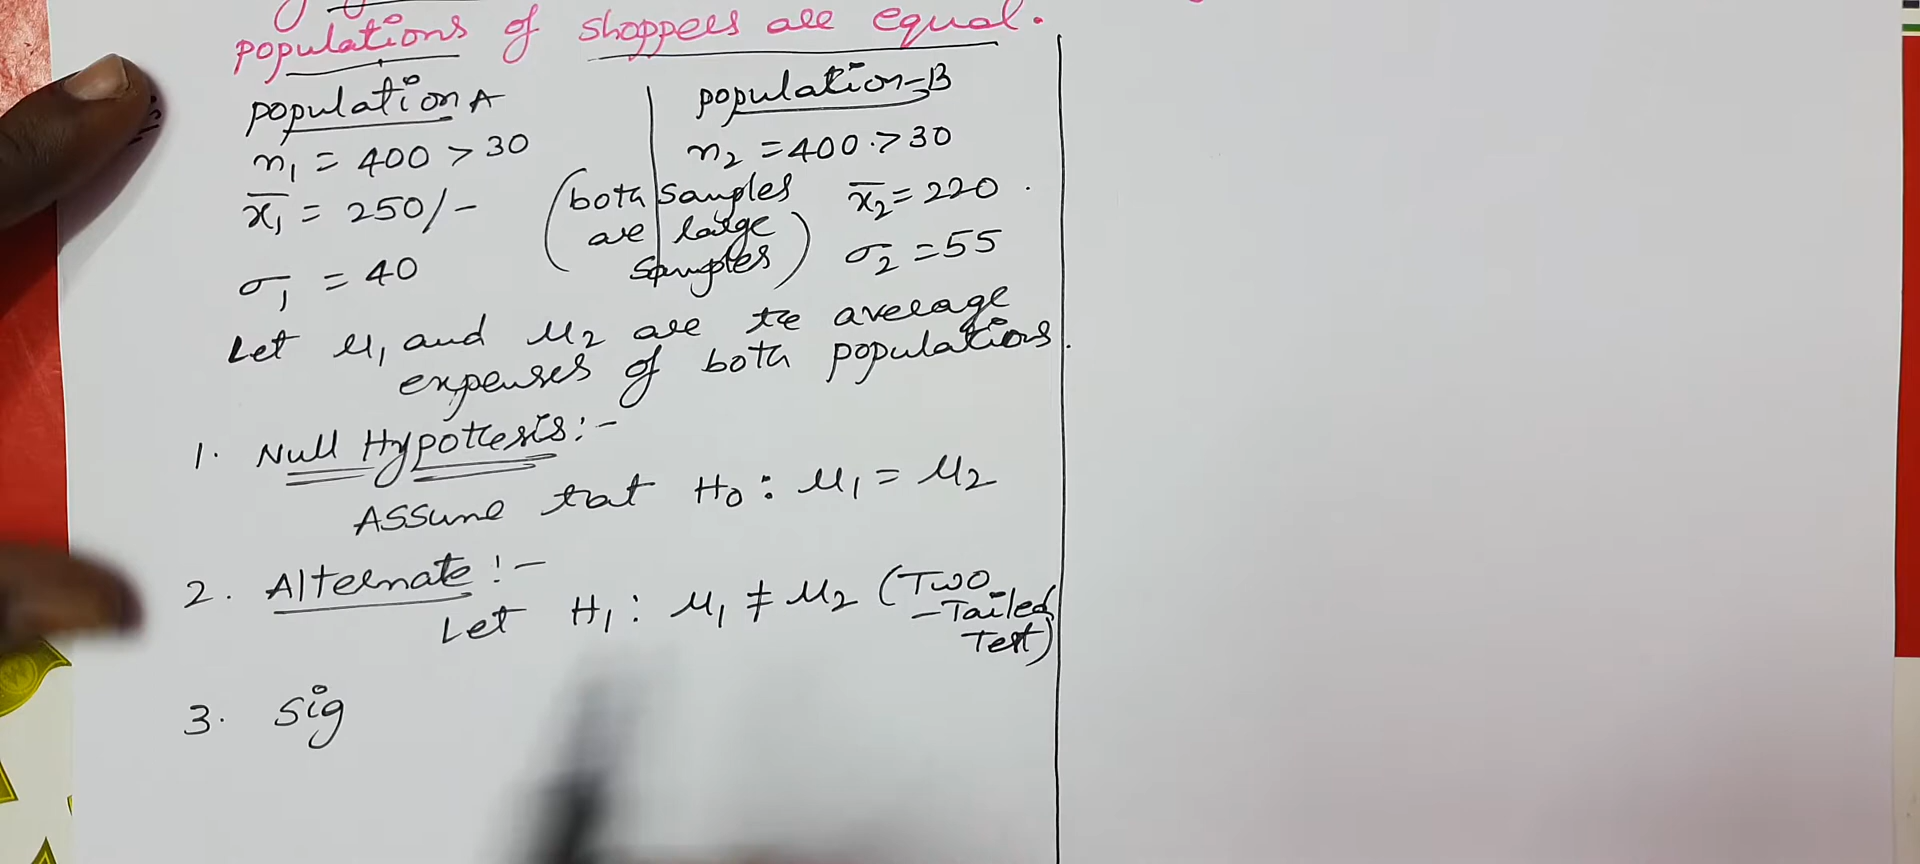 populations of shoppers are equal.
population A
n₁ = 400 > 30
x̄₁ = 250/-
σ₁ = 40
(both samples
are large
samples)
population-B
n₂ = 400 > 30
x̄₂ = 220
σ₂ = 55
Let μ₁ and μ₂ are the average
expenses of both populations.
1. Null Hypothesis:-
Assume that H₀ : μ₁ = μ₂
2. Alternate:-
Let H₁ : μ₁ ≠ μ₂ (Two
-Tailed
Test)
3. Sig